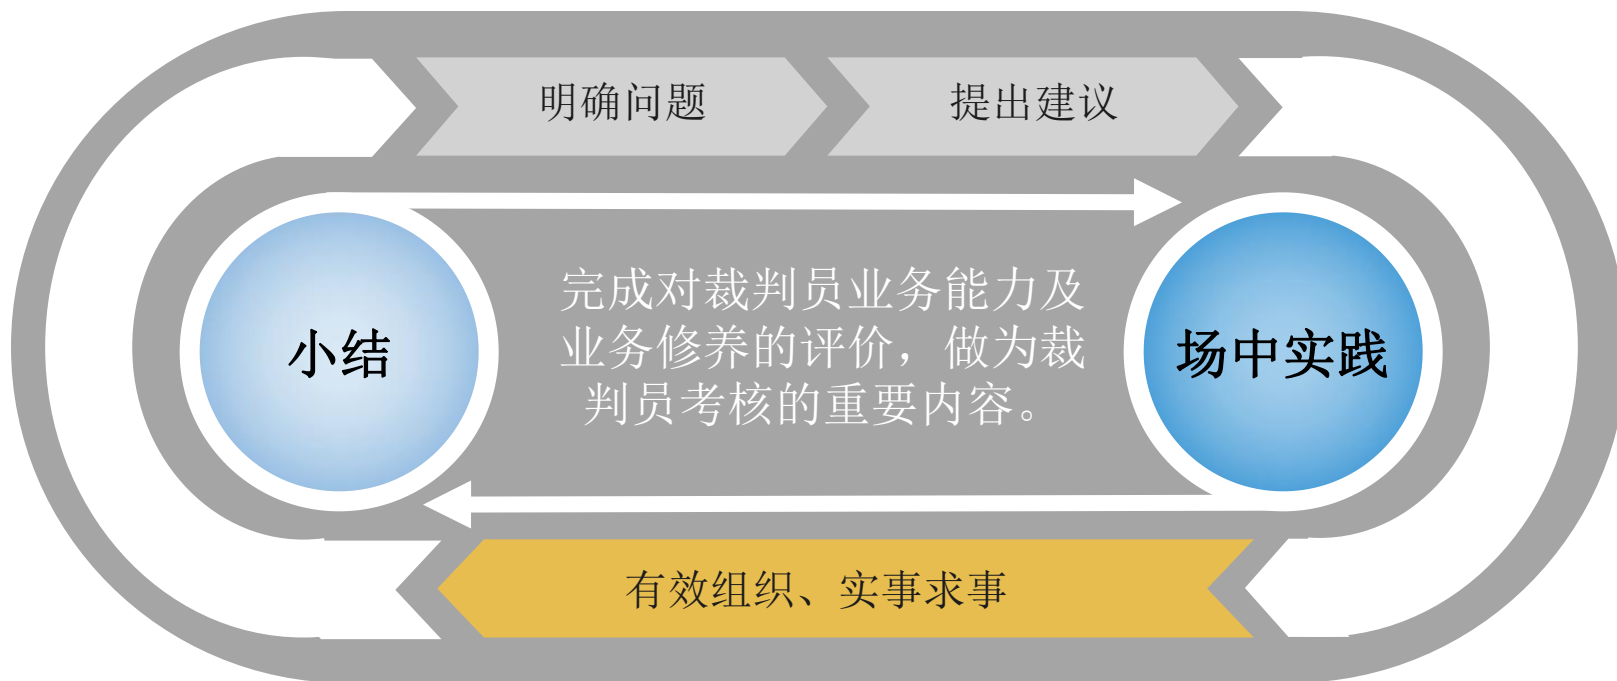 明确问题
提出建议
小结
完成对裁判员业务能力及
业务修养的评价，做为裁
判员考核的重要内容。
场中实践
有效组织、实事求事